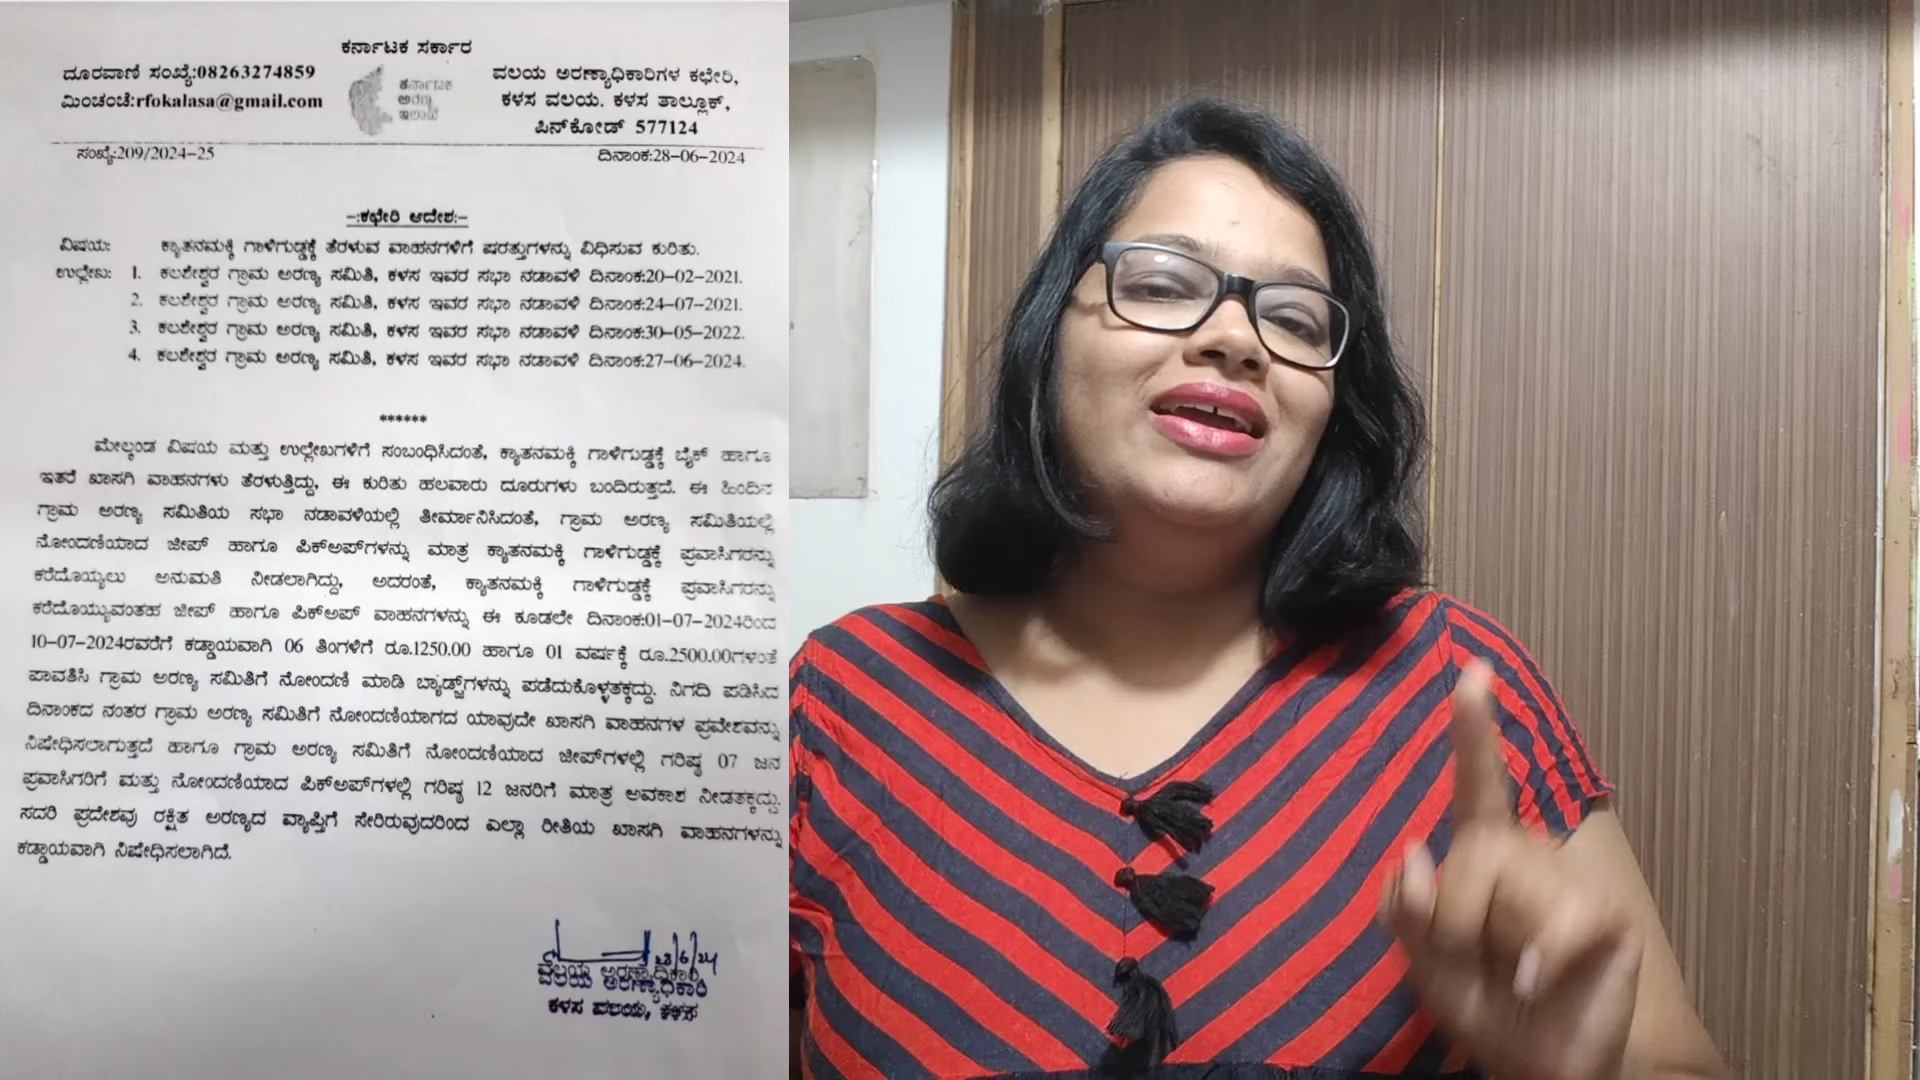 ಕರ್ನಾಟಕ ಸರ್ಕಾರ
ದೂರವಾಣಿ ಸಂಖ್ಯೆ:08263274859
ಮಿಂಚಂಚೆ:rfokalasa@gmail.com
ಕರ್ನಾಟಕ
ಅರಣ್ಯ
ಇಲಾಖೆ
ವಲಯ ಅರಣ್ಯಾಧಿಕಾರಿಗಳ ಕಛೇರಿ,
ಕಳಸ ವಲಯ. ಕಳಸ ತಾಲ್ಲೂಕ್,
ಪಿನ್‌ಕೋಡ್ 577124
ಸಂಖ್ಯೆ:209/2024-25
ದಿನಾಂಕ:28-06-2024
-:ಕಛೇರಿ ಆದೇಶ:-
ವಿಷಯ: ಕ್ಯಾತನಮಕ್ಕಿ ಗಾಳಿಗುಡ್ಡಕ್ಕೆ ತೆರಳುವ ವಾಹನಗಳಿಗೆ ಷರತ್ತುಗಳನ್ನು ವಿಧಿಸುವ ಕುರಿತು.
ಉಲ್ಲೇಖ: 1. ಕಲಶೇಶ್ವರ ಗ್ರಾಮ ಅರಣ್ಯ ಸಮಿತಿ, ಕಳಸ ಇವರ ಸಭಾ ನಡಾವಳಿ ದಿನಾಂಕ:20-02-2021.
2. ಕಲಶೇಶ್ವರ ಗ್ರಾಮ ಅರಣ್ಯ ಸಮಿತಿ, ಕಳಸ ಇವರ ಸಭಾ ನಡಾವಳಿ ದಿನಾಂಕ:24-07-2021.
3. ಕಲಶೇಶ್ವರ ಗ್ರಾಮ ಅರಣ್ಯ ಸಮಿತಿ, ಕಳಸ ಇವರ ಸಭಾ ನಡಾವಳಿ ದಿನಾಂಕ:30-05-2022.
4. ಕಲಶೇಶ್ವರ ಗ್ರಾಮ ಅರಣ್ಯ ಸಮಿತಿ, ಕಳಸ ಇವರ ಸಭಾ ನಡಾವಳಿ ದಿನಾಂಕ:27-06-2024.
******
ಮೇಲ್ಕಂಡ ವಿಷಯ ಮತ್ತು ಉಲ್ಲೇಖಗಳಿಗೆ ಸಂಬಂಧಿಸಿದಂತೆ, ಕ್ಯಾತನಮಕ್ಕಿ ಗಾಳಿಗುಡ್ಡಕ್ಕೆ ಬೈಕ್ ಹಾಗೂ
ಇತರೆ ಖಾಸಗಿ ವಾಹನಗಳು ತೆರಳುತ್ತಿದ್ದು, ಈ ಕುರಿತು ಹಲವಾರು ದೂರುಗಳು ಬಂದಿರುತ್ತದೆ. ಈ ಹಿಂದಿನ
ಗ್ರಾಮ ಅರಣ್ಯ ಸಮಿತಿಯ ಸಭಾ ನಡಾವಳಿಯಲ್ಲಿ ತೀರ್ಮಾನಿಸಿದಂತೆ, ಗ್ರಾಮ ಅರಣ್ಯ ಸಮಿತಿಯಲ್ಲಿ
ನೋಂದಣಿಯಾದ ಜೀಪ್ ಹಾಗೂ ಪಿಕ್‌ಅಪ್‌ಗಳನ್ನು ಮಾತ್ರ ಕ್ಯಾತನಮಕ್ಕಿ ಗಾಳಿಗುಡ್ಡಕ್ಕೆ ಪ್ರವಾಸಿಗರನ್ನು
ಕರೆದೊಯ್ಯಲು ಅನುಮತಿ ನೀಡಲಾಗಿದ್ದು, ಅದರಂತೆ, ಕ್ಯಾತನಮಕ್ಕಿ ಗಾಳಿಗುಡ್ಡಕ್ಕೆ ಪ್ರವಾಸಿಗರನ್ನು
ಕರೆದೊಯ್ಯುವಂತಹ ಜೀಪ್ ಹಾಗೂ ಪಿಕ್‌ಅಪ್ ವಾಹನಗಳನ್ನು ಈ ಕೂಡಲೇ ದಿನಾಂಕ:01-07-2024ರಿಂದ
10-07-2024ರವರೆಗೆ ಕಡ್ಡಾಯವಾಗಿ 06 ತಿಂಗಳಿಗೆ ರೂ.1250.00 ಹಾಗೂ 01 ವರ್ಷಕ್ಕೆ ರೂ.2500.00ಗಳಂತೆ
ಪಾವತಿಸಿ ಗ್ರಾಮ ಅರಣ್ಯ ಸಮಿತಿಗೆ ನೋಂದಣಿ ಮಾಡಿ ಬ್ಯಾಡ್ಜ್‌ಗಳನ್ನು ಪಡೆದುಕೊಳ್ಳತಕ್ಕದ್ದು. ನಿಗದಿ ಪಡಿಸಿದ
ದಿನಾಂಕದ ನಂತರ ಗ್ರಾಮ ಅರಣ್ಯ ಸಮಿತಿಗೆ ನೋಂದಣಿಯಾಗದ ಯಾವುದೇ ಖಾಸಗಿ ವಾಹನಗಳ ಪ್ರವೇಶವನ್ನು
ನಿಷೇಧಿಸಲಾಗುತ್ತದೆ ಹಾಗೂ ಗ್ರಾಮ ಅರಣ್ಯ ಸಮಿತಿಗೆ ನೋಂದಣಿಯಾದ ಜೀಪ್‌ಗಳಲ್ಲಿ ಗರಿಷ್ಠ 07 ಜನ
ಪ್ರವಾಸಿಗರಿಗೆ ಮತ್ತು ನೋಂದಣಿಯಾದ ಪಿಕ್‌ಅಪ್‌ಗಳಲ್ಲಿ ಗರಿಷ್ಠ 12 ಜನರಿಗೆ ಮಾತ್ರ ಅವಕಾಶ ನೀಡತಕ್ಕದ್ದು.
ಸದರಿ ಪ್ರದೇಶವು ರಕ್ಷಿತ ಅರಣ್ಯದ ವ್ಯಾಪ್ತಿಗೆ ಸೇರಿರುವುದರಿಂದ ಎಲ್ಲಾ ರೀತಿಯ ಖಾಸಗಿ ವಾಹನಗಳನ್ನು
ಕಡ್ಡಾಯವಾಗಿ ನಿಷೇಧಿಸಲಾಗಿದೆ.
28/6/24
ವಲಯ ಅರಣ್ಯಾಧಿಕಾರಿ
ವಲಯ ಅರಣ್ಯಾಧಿಕಾರಿ
ಕಳಸ ವಲಯ, ಕಳಸ